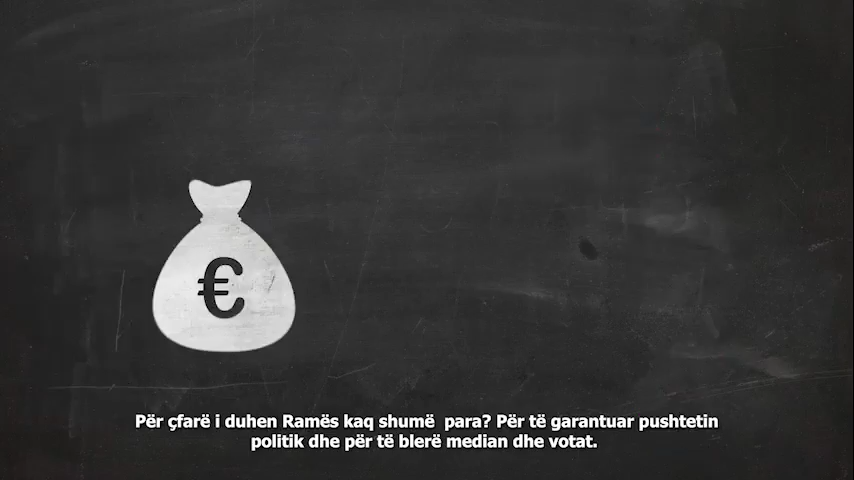 €
Për çfarë i duhen Ramës kaq shumë  para? Për të garantuar pushtetin
politik dhe për të blerë median dhe votat.